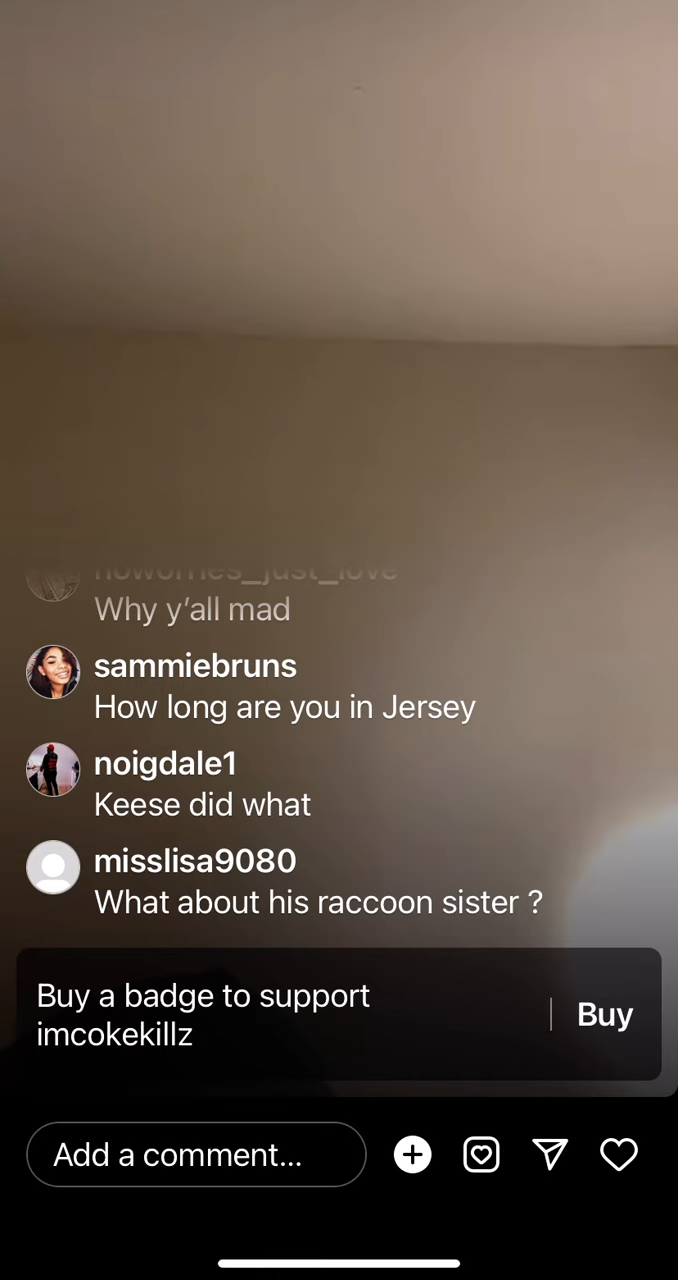 noworries_just_love
Why y'all mad
sammiebruns
How long are you in Jersey
noigdale1
Keese did what
misslisa9080
What about his raccoon sister ?
Buy a badge to support
imcokekillz
Buy
Add a comment...